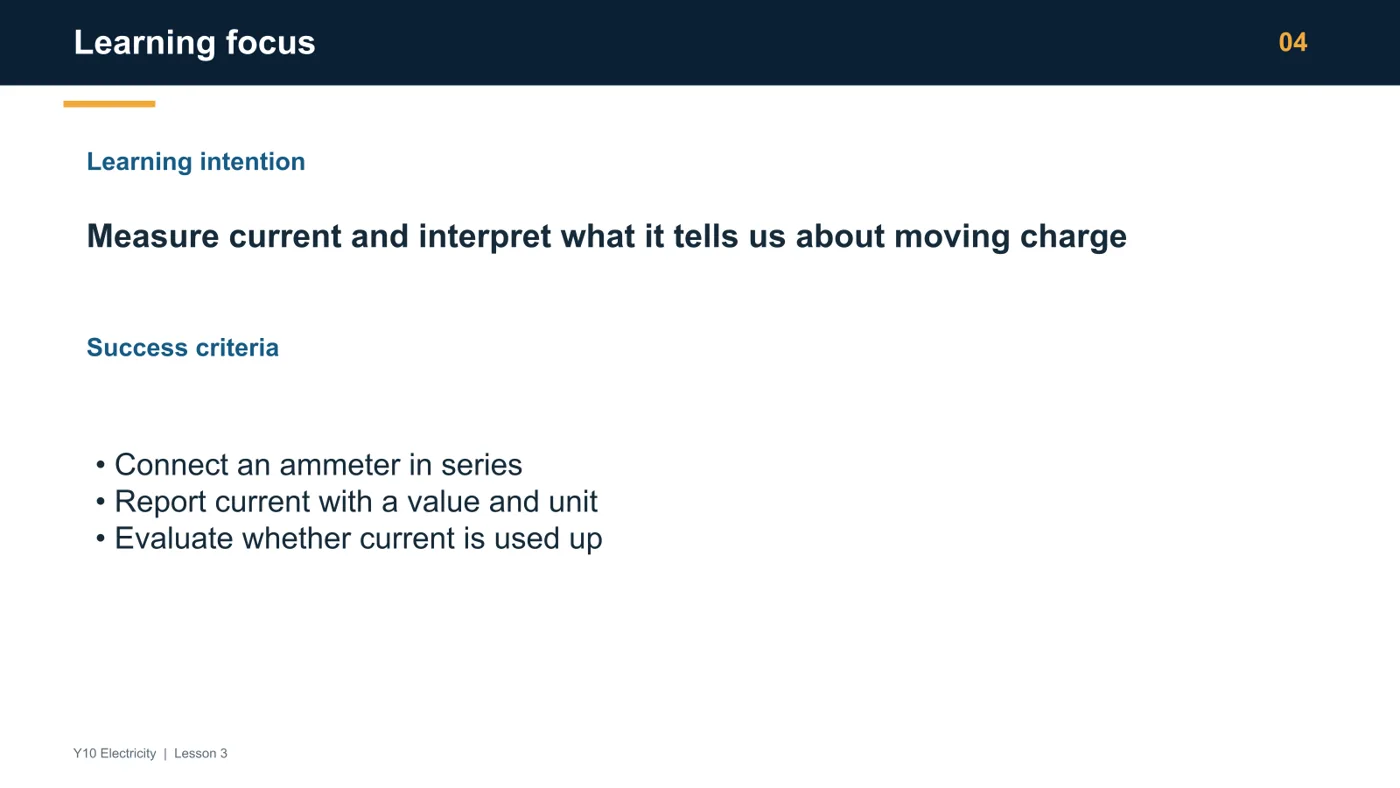 Learning focus
04
Learning intention
Measure current and interpret what it tells us about moving charge
Success criteria
• Connect an ammeter in series
• Report current with a value and unit
• Evaluate whether current is used up
Y10 Electricity | Lesson 3